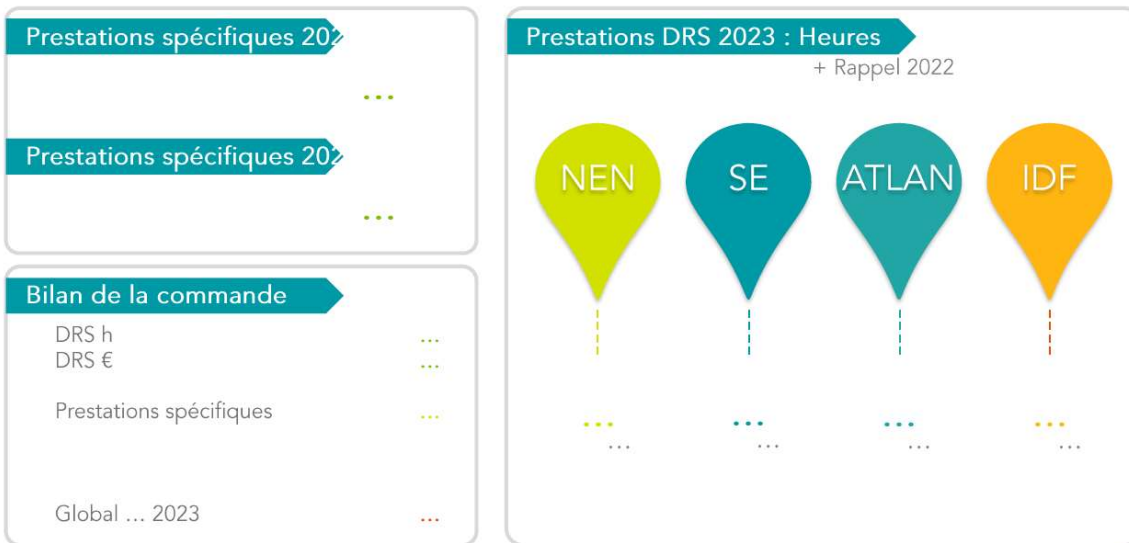 Prestations spécifiques 202
...
Prestations spécifiques 202
...
Bilan de la commande
DRS h ...
DRS € ...
Prestations spécifiques ...
Global ... 2023 ...
Prestations DRS 2023 : Heures
+ Rappel 2022
NEN SE ATLAN IDF
... ... ... ...
... ... ... ...